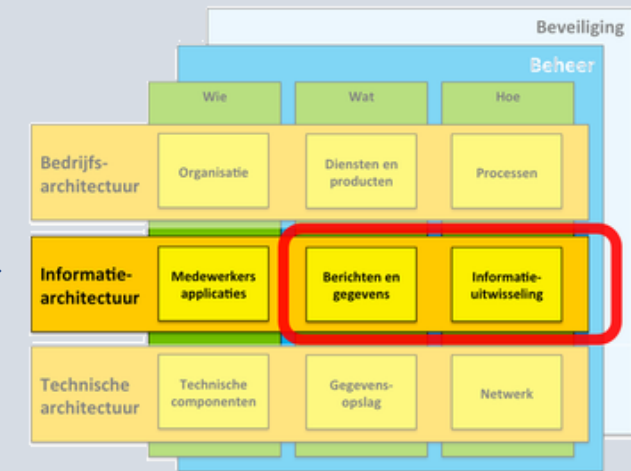 Beveiliging
Beheer
Wie
Wat
Hoe
Bedrijfs-
architectuur
Organisatie
Diensten en
producten
Processen
Informatie-
architectuur
Medewerkers
applicaties
Berichten en
gegevens
Informatie-
uitwisseling
Technische
architectuur
Technische
componenten
Gegevens-
opslag
Netwerk